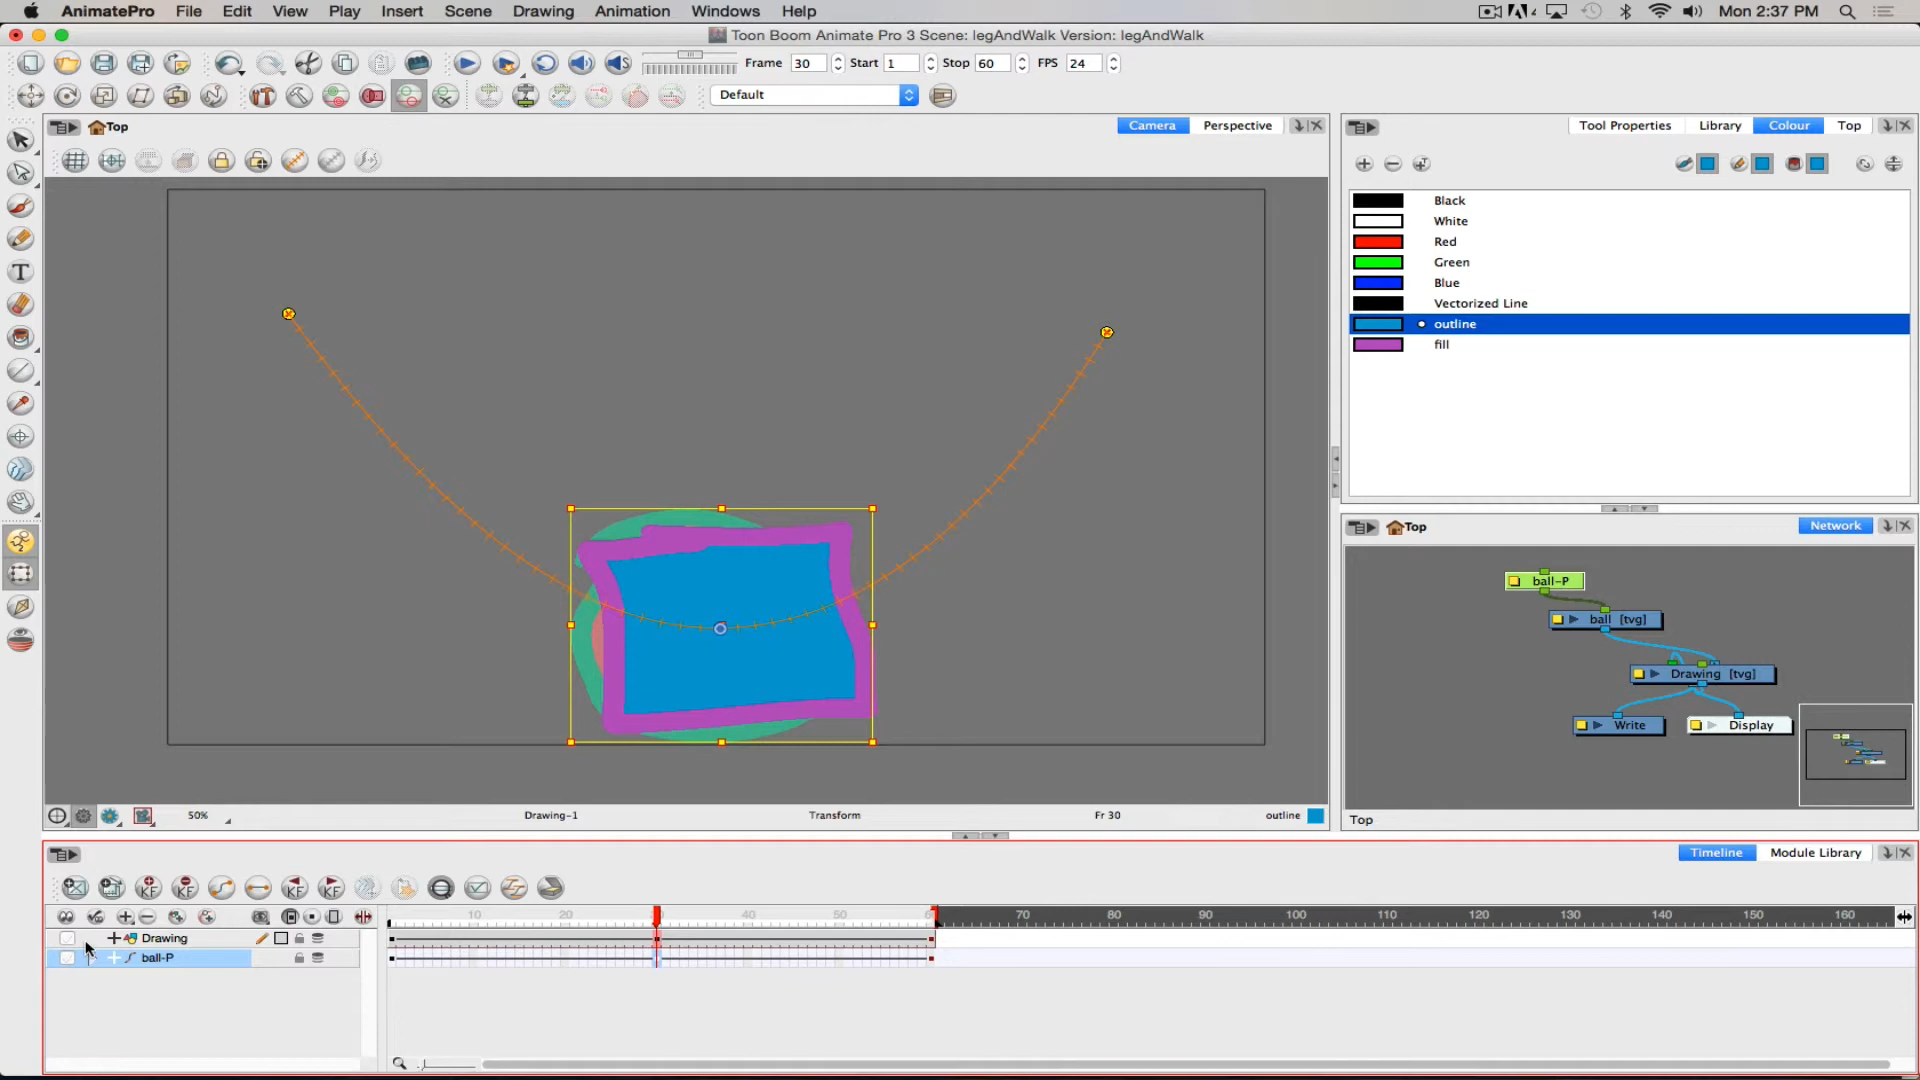 AnimatePro File Edit View Play Insert Scene Drawing Animation Windows Help Mon 2:37 PM
Toon Boom Animate Pro 3 Scene: legAndWalk Version: legAndWalk
Frame 30 Start 1 Stop 60 FPS 24
Default
Top Camera Perspective
Tool Properties Library Colour Top
Black
White
Red
Green
Blue
Vectorized Line
outline
fill
Top Network
ball-P
ball [tvg]
Drawing [tvg]
Write Display
50% Drawing-1 Transform Fr 30 outline
Top
Timeline Module Library
KF KF KF KF
10 20 40 50 70 80 90 100 110 120 130 140 150 160
Drawing
ball-P